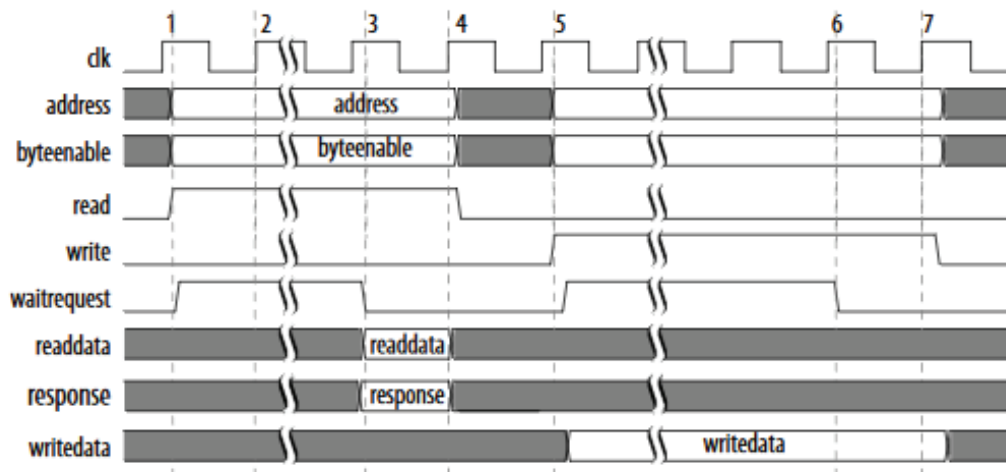 1 2 3 4 5 6 7
clk
address address
byteenable byteenable
read
write
waitrequest
readdata readdata
response response
writedata writedata